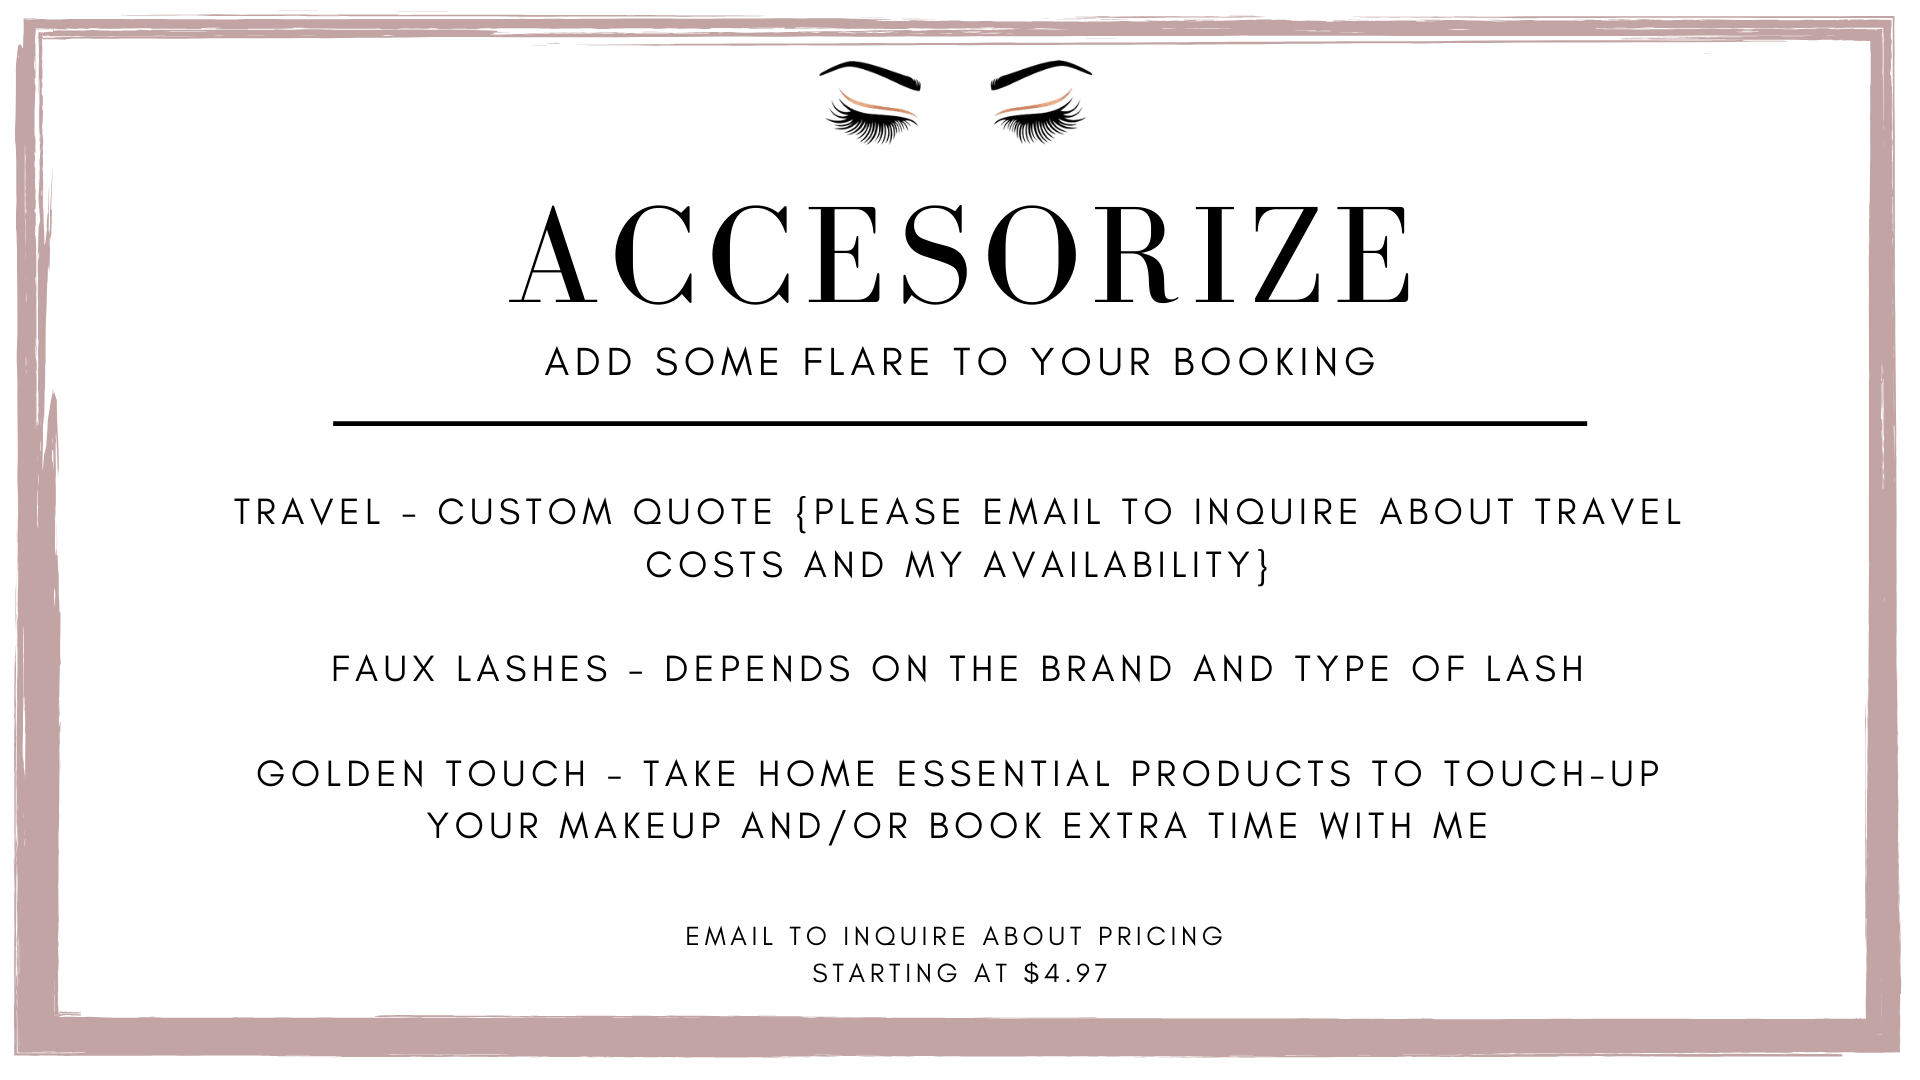 ACCESORIZE
ADD SOME FLARE TO YOUR BOOKING
TRAVEL - CUSTOM QUOTE {PLEASE EMAIL TO INQUIRE ABOUT TRAVEL
COSTS AND MY AVAILABILITY}
FAUX LASHES - DEPENDS ON THE BRAND AND TYPE OF LASH
GOLDEN TOUCH - TAKE HOME ESSENTIAL PRODUCTS TO TOUCH-UP
YOUR MAKEUP AND/OR BOOK EXTRA TIME WITH ME
EMAIL TO INQUIRE ABOUT PRICING
STARTING AT $4.97